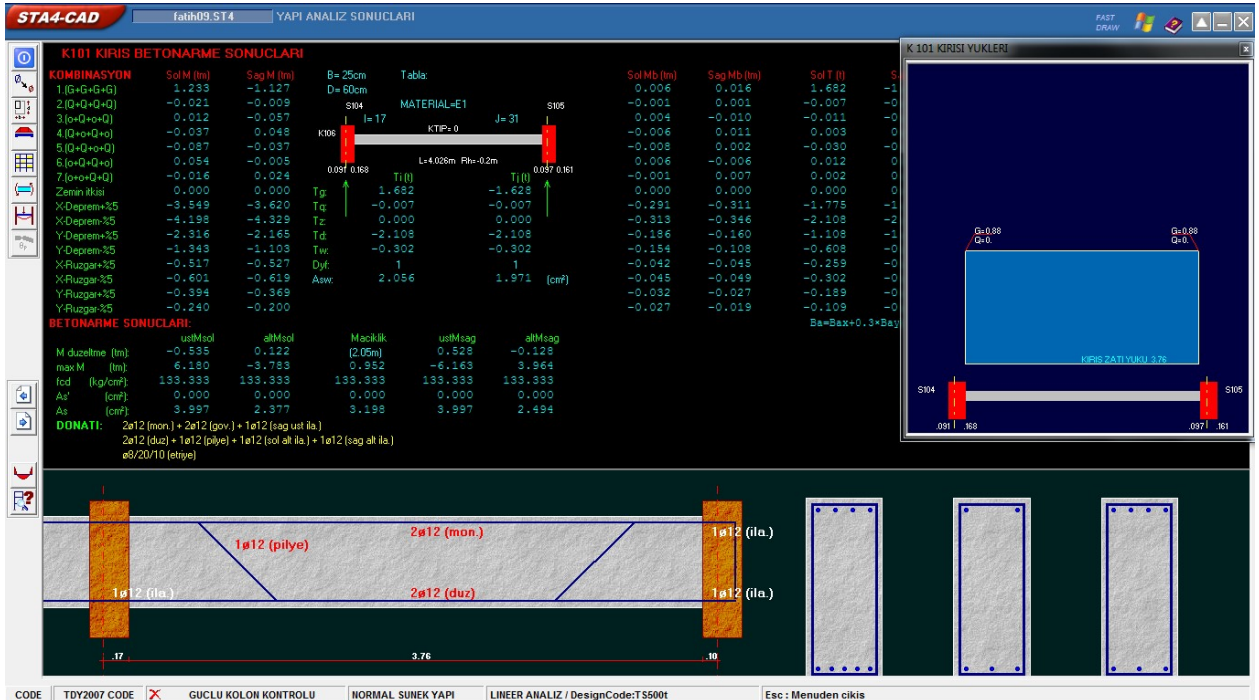 STA4-CAD fatih09.ST4 YAPI ANALIZ SONUCLARI FAST DRAW
K101 KIRIS BETONARME SONUCLARI
KOMBINASYON Sol M (tm) Sag M (tm) B= 25cm Tabla: Sol Mb (tm) Sag Mb (tm) Sol T (t)
1.(G+G+G+G) 1.233 -1.127 D= 60cm 0.006 0.016 1.682 -1
2.(Q+Q+Q+Q) -0.021 -0.009 S104 MATERIAL=E1 S105 -0.001 0.001 -0.007 -0
3.(o+Q+o+Q) 0.012 -0.057 I= 17 J= 31 0.004 -0.010 -0.011 -0
4.(Q+o+Q+o) -0.037 0.048 K106 KTIP= 0 -0.006 0.011 0.003 0
5.(Q+Q+o+Q) -0.087 -0.037 -0.008 0.002 -0.030 -0
6.(o+Q+Q+o) 0.054 -0.005 L=4.026m Rh=-0.2m 0.006 -0.006 0.012 0
7.(o+o+Q+Q) -0.016 0.024 0.091 0.168 Ti (t) Tj (t) 0.097 0.161 -0.001 0.007 0.002 0
Zemin itkisi 0.000 0.000 Tg: 1.682 -1.628 0.000 0.000 0.000 0
X-Deprem+%5 -3.549 -3.620 Tq: -0.007 -0.007 -0.291 -0.311 -1.775 -1
X-Deprem-%5 -4.198 -4.329 Tz: 0.000 0.000 -0.313 -0.346 -2.108 -2
Y-Deprem+%5 -2.316 -2.165 Td: -2.108 -2.108 -0.186 -0.160 -1.108 -1
Y-Deprem-%5 -1.343 -1.103 Tw: -0.302 -0.302 -0.154 -0.108 -0.608 -0
X-Ruzgar+%5 -0.517 -0.527 Dyf: 1 1 -0.042 -0.045 -0.259 -0
X-Ruzgar-%5 -0.601 -0.619 Asw: 2.056 1.971 (cm²) -0.045 -0.049 -0.302 -0
Y-Ruzgar+%5 -0.394 -0.369 -0.032 -0.027 -0.189 -0
Y-Ruzgar-%5 -0.240 -0.200 -0.027 -0.019 -0.109 -0
BETONARME SONUCLARI: Ba=Bax+0.3×Bay
ustMsol altMsol Maciklik ustMsag altMsag
M duzeltme (tm): -0.535 0.122 (2.05m) 0.528 -0.128
max M (tm): 6.180 -3.783 0.952 -6.163 3.964
fcd (kg/cm²): 133.333 133.333 133.333 133.333 133.333
As' (cm²): 0.000 0.000 0.000 0.000 0.000
As (cm²): 3.997 2.377 3.198 3.997 2.494
DONATI: 2ø12 (mon.) + 2ø12 (gov.) + 1ø12 (sag ust ila.)
2ø12 (duz) + 1ø12 (pilye) + 1ø12 (sol alt ila.) + 1ø12 (sag alt ila.)
ø8/20/10 (etriye)
K 101 KIRISI YUKLERI
G=0.88 G=0.88
Q=0. Q=0.
KIRIS ZATI YUKU 3.76
S104 S105
.091 .168 .097 .161
2ø12 (mon.) 1ø12 (ila.)
1ø12 (pilye)
1ø12 (ila.) 2ø12 (duz) 1ø12 (ila.)
.17 3.76 .10
CODE TDY2007 CODE GUCLU KOLON KONTROLU NORMAL SUNEK YAPI LINEER ANALIZ / DesignCode:TS500t Esc : Menuden cikis